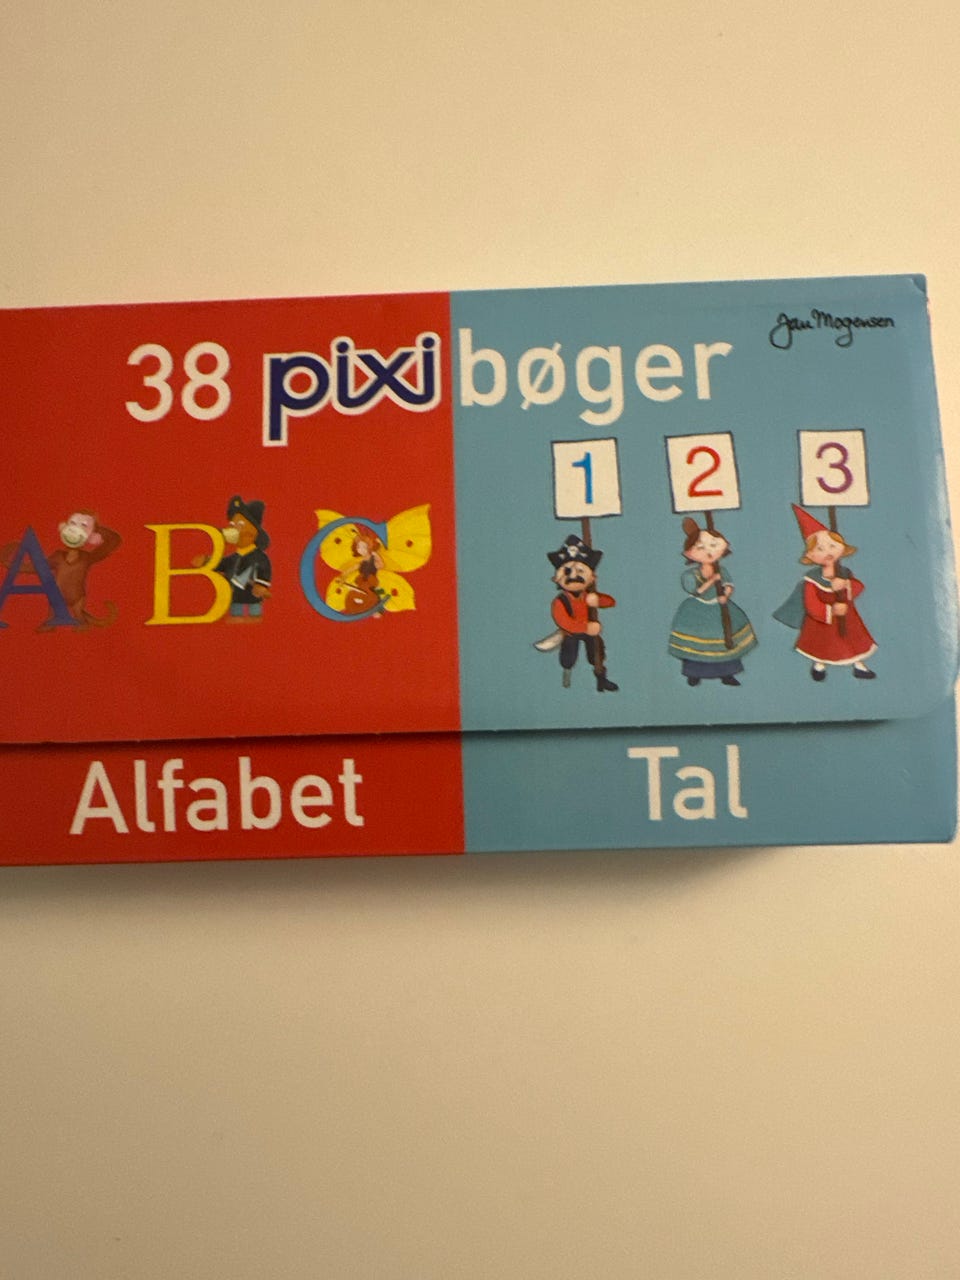 Jan Mogensen
38 pixi bøger
1 2 3
A B C
Alfabet Tal